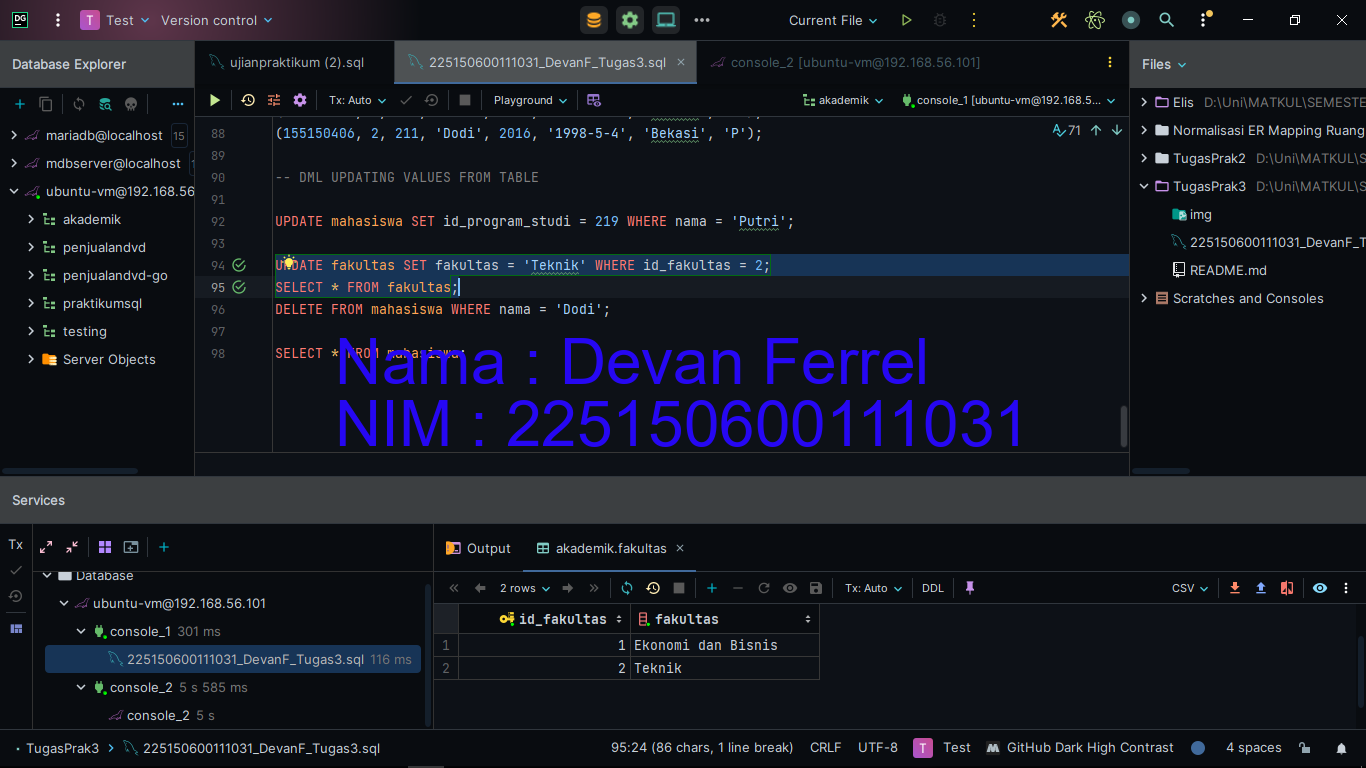 DG
T Test Version control
Current File
Database Explorer
ujianpraktikum (2).sql
225150600111031_DevanF_Tugas3.sql
console_2 [ubuntu-vm@192.168.56.101]
Files
Tx: Auto
Playground
akademik
console_1 [ubuntu-vm@192.168.5...
mariadb@localhost 15
mdbserver@localhost
ubuntu-vm@192.168.56
akademik
penjualandvd
penjualandvd-go
praktikumsql
testing
Server Objects
71
88 (155150406, 2, 211, 'Dodi', 2016, '1998-5-4', 'Bekasi', 'P');
89
90 -- DML UPDATING VALUES FROM TABLE
91
92 UPDATE mahasiswa SET id_program_studi = 219 WHERE nama = 'Putri';
93
94 UPDATE fakultas SET fakultas = 'Teknik' WHERE id_fakultas = 2;
95 SELECT * FROM fakultas;
96 DELETE FROM mahasiswa WHERE nama = 'Dodi';
97
98 SELECT * FROM mahasiswa;
Nama : Devan Ferrel
NIM : 225150600111031
Elis D:\Uni\MATKUL\SEMESTE
Normalisasi ER Mapping Ruang
TugasPrak2 D:\Uni\MATKUL\S
TugasPrak3 D:\Uni\MATKUL\S
img
225150600111031_DevanF_T
README.md
Scratches and Consoles
Services
Tx
Database
ubuntu-vm@192.168.56.101
console_1 301 ms
225150600111031_DevanF_Tugas3.sql 116 ms
console_2 5 s 585 ms
console_2 5 s
Output
akademik.fakultas
2 rows
Tx: Auto
DDL
CSV
id_fakultas fakultas
1 1 Ekonomi dan Bisnis
2 2 Teknik
TugasPrak3 > 225150600111031_DevanF_Tugas3.sql
95:24 (86 chars, 1 line break) CRLF UTF-8 T Test GitHub Dark High Contrast 4 spaces